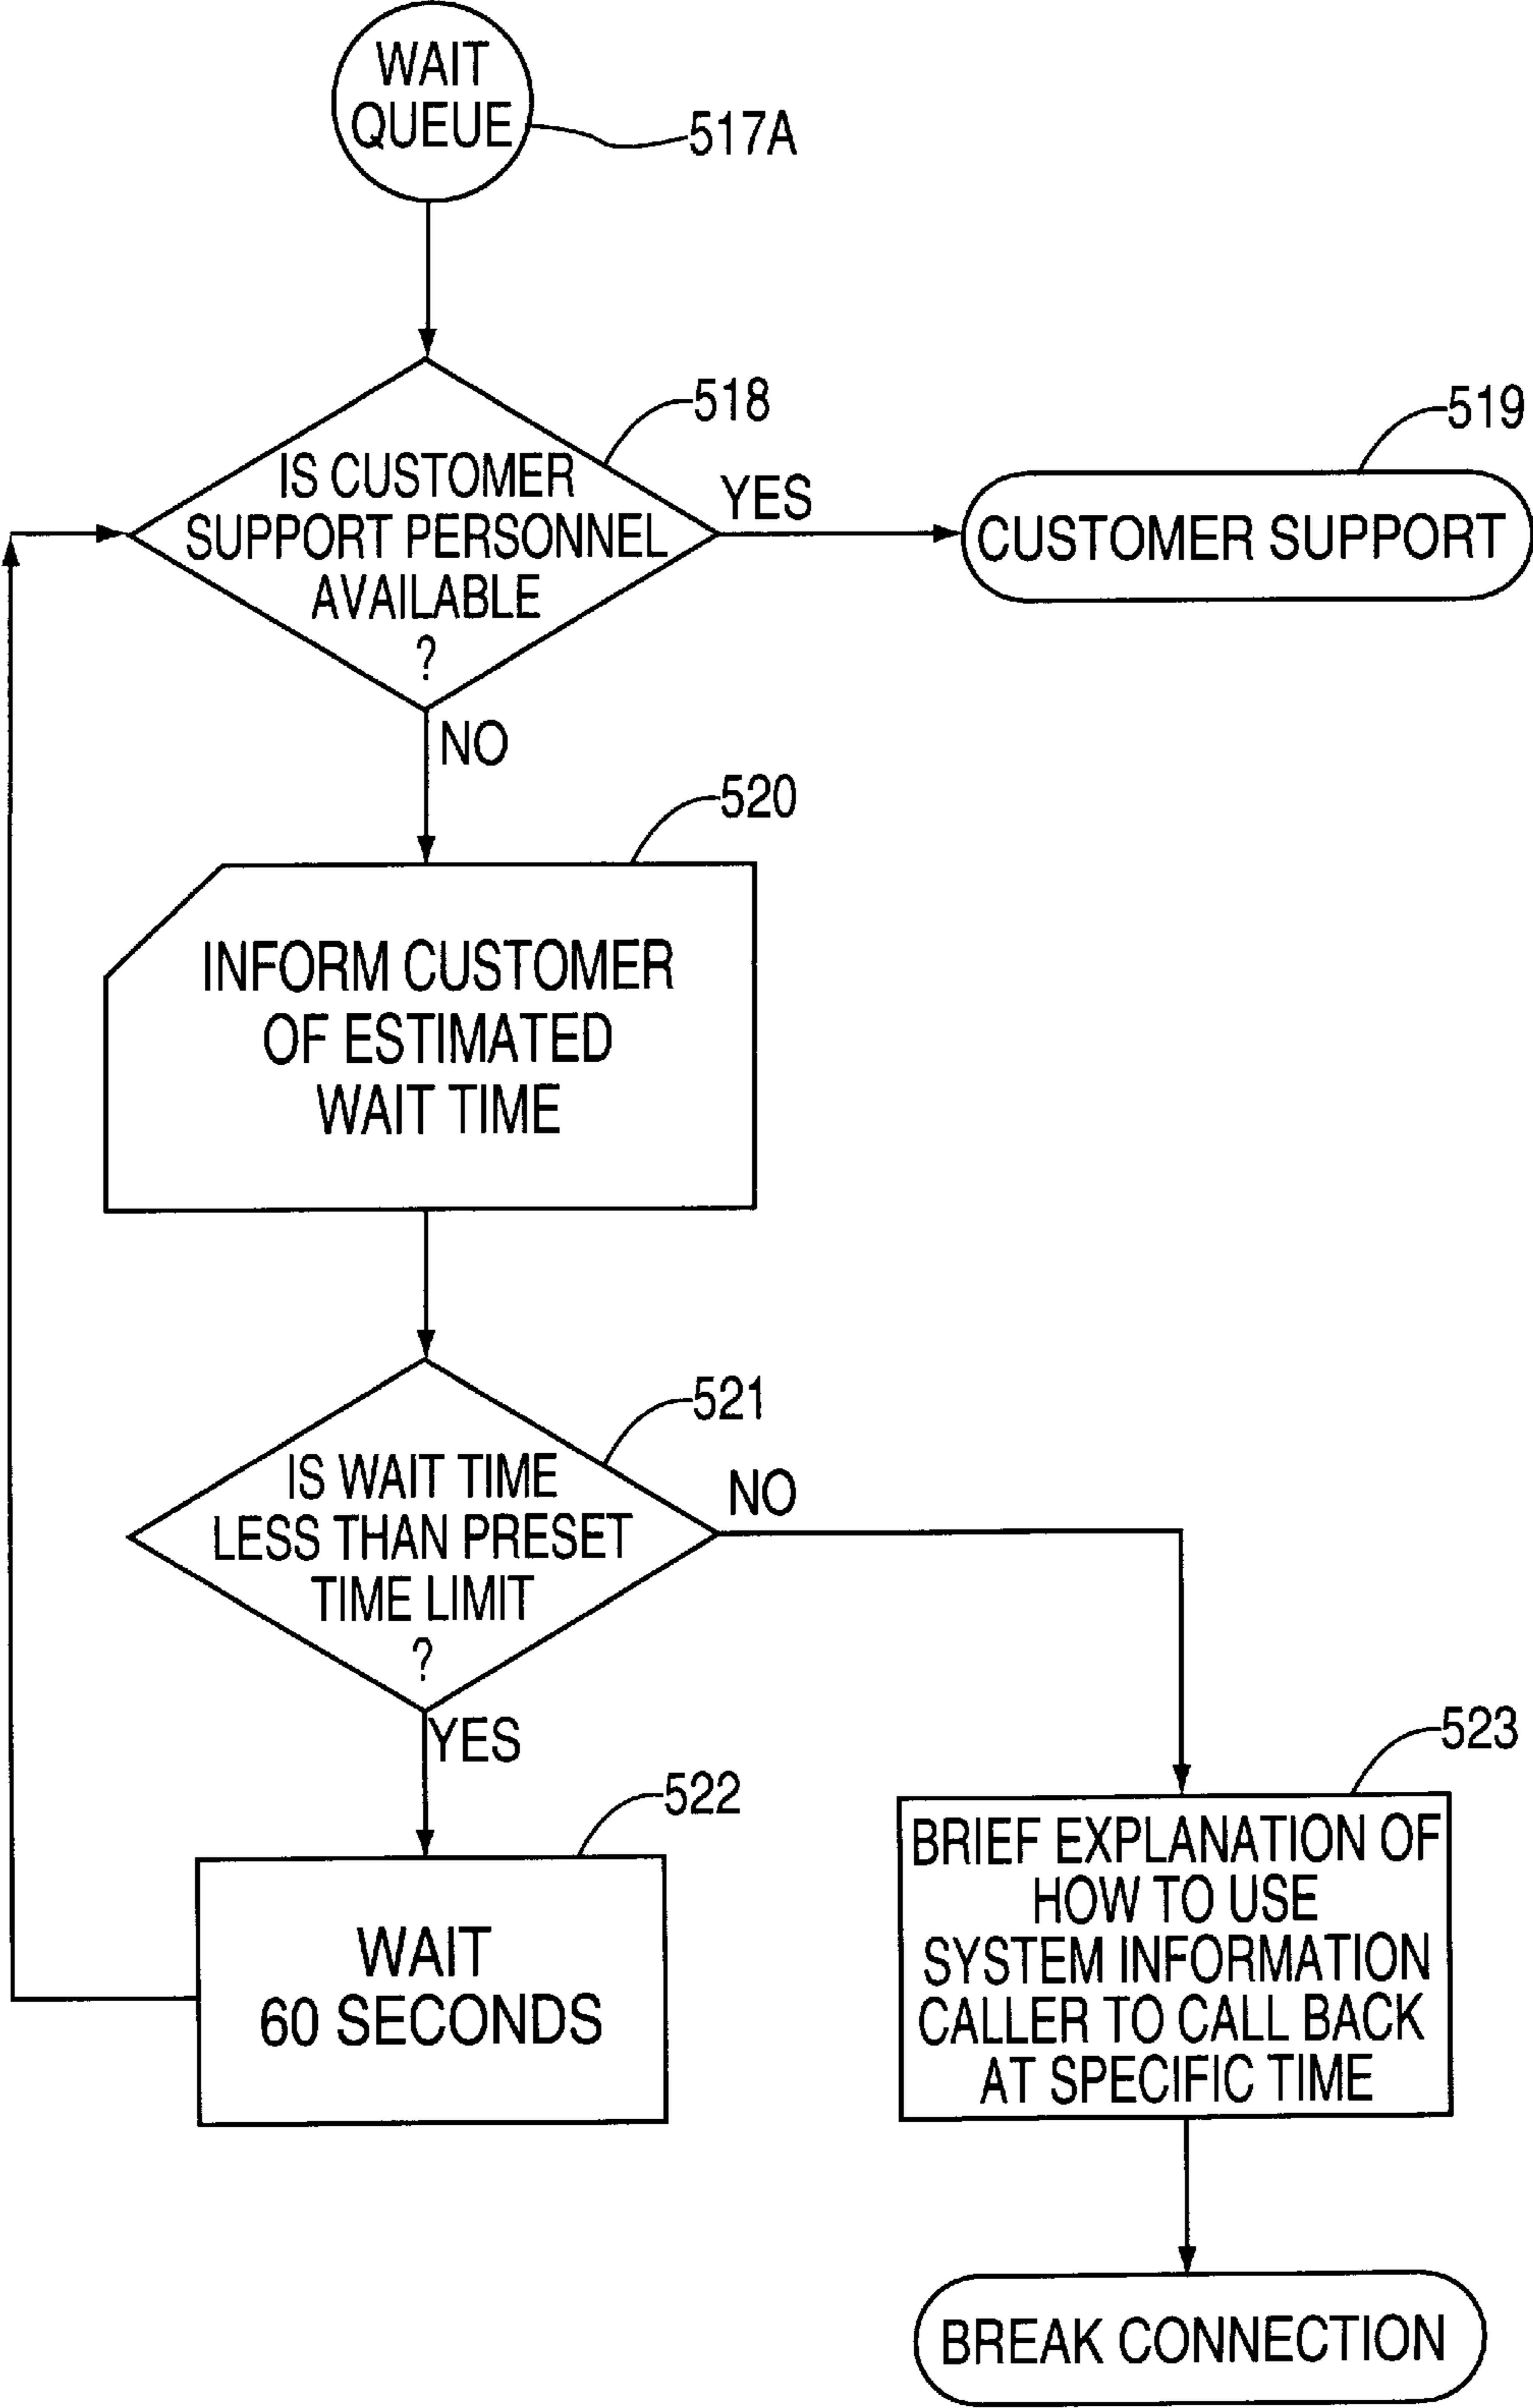 WAIT
QUEUE
517A
518
IS CUSTOMER
SUPPORT PERSONNEL
AVAILABLE
?
YES
519
CUSTOMER SUPPORT
NO
520
INFORM CUSTOMER
OF ESTIMATED
WAIT TIME
521
IS WAIT TIME
LESS THAN PRESET
TIME LIMIT
?
NO
YES
522
WAIT
60 SECONDS
523
BRIEF EXPLANATION OF
HOW TO USE
SYSTEM INFORMATION
CALLER TO CALL BACK
AT SPECIFIC TIME
BREAK CONNECTION